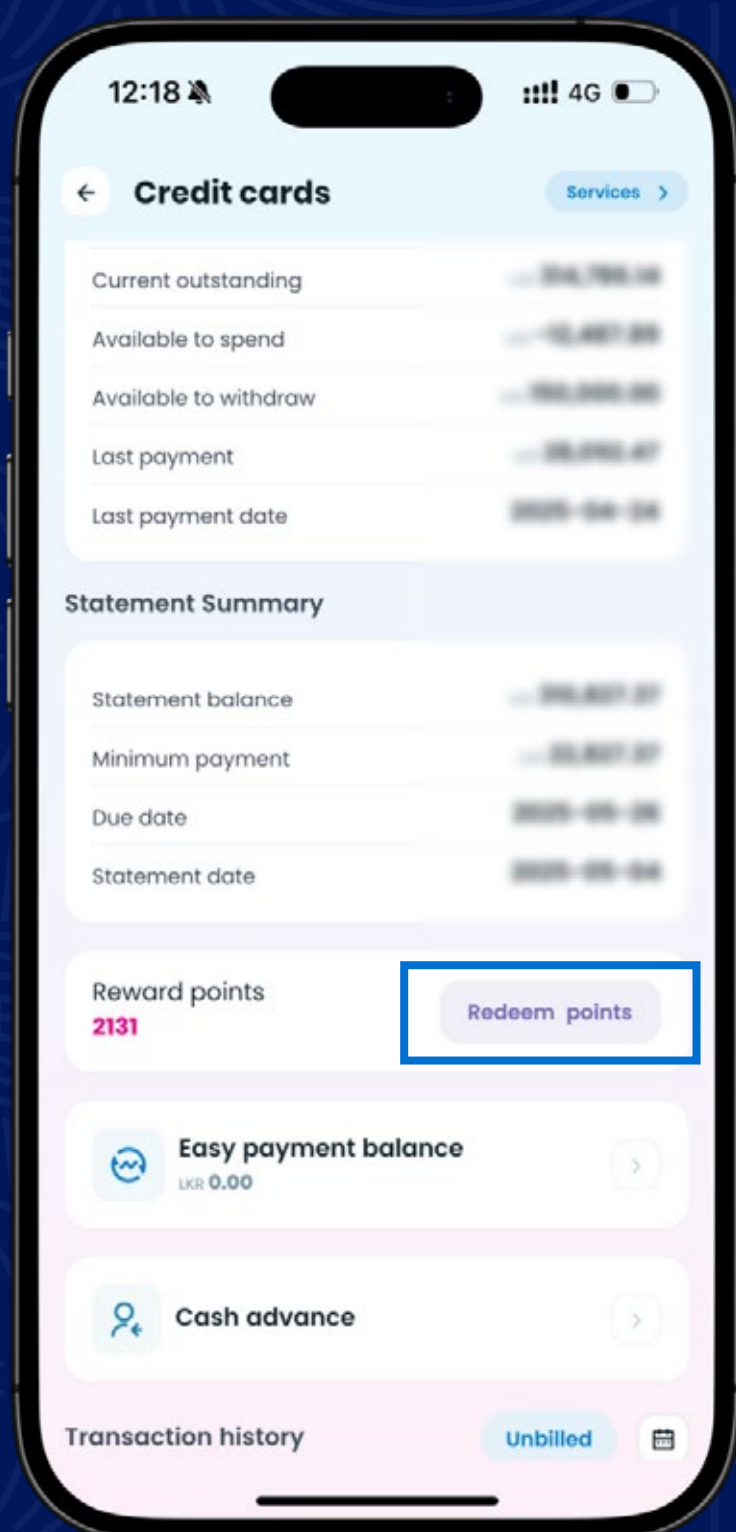 12:18 4G
Credit cards Services
Current outstanding
Available to spend
Available to withdraw
Last payment
Last payment date
Statement Summary
Statement balance
Minimum payment
Due date
Statement date
Reward points
2131
Redeem points
Easy payment balance
LKR 0.00
Cash advance
Transaction history Unbilled